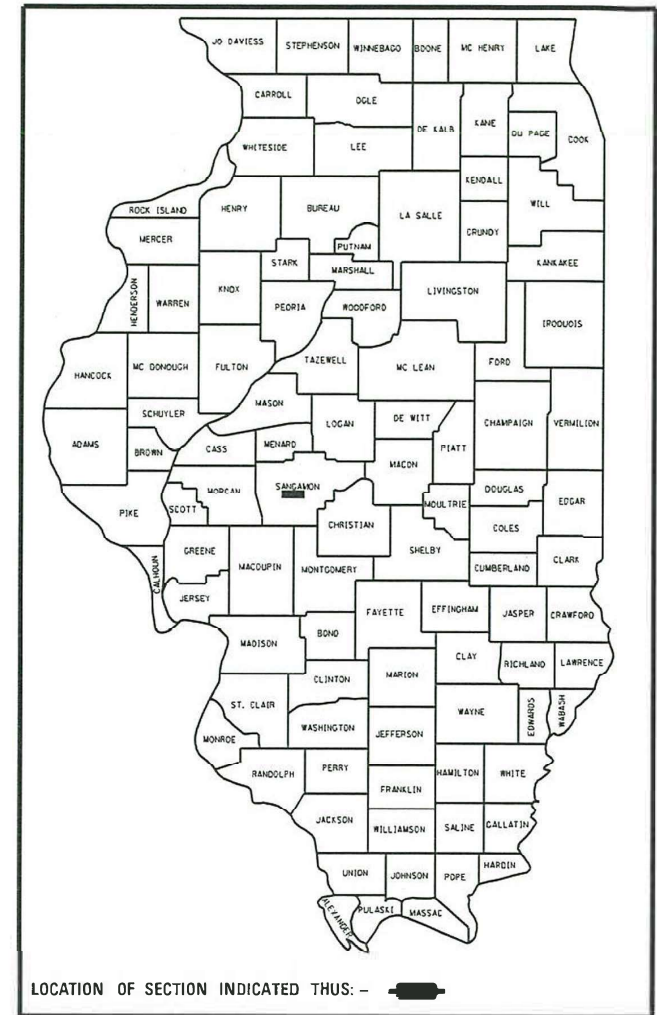 JO DAVIESS STEPHENSON WINNEBAGO BOONE MC HENRY LAKE
CARROLL OGLE DE KALB KANE DU PAGE COOK
WHITESIDE LEE
KENDALL WILL
ROCK ISLAND HENRY BUREAU LA SALLE
GRUNDY
MERCER PUTNAM
STARK MARSHALL KANKAKEE
HENDERSON WARREN KNOX PEORIA WOODFORD LIVINGSTON IROQUOIS
HANCOCK MC DONOUGH FULTON TAZEWELL MC LEAN FORD
MASON
SCHUYLER LOGAN DE WITT CHAMPAIGN VERMILION
ADAMS BROWN CASS MENARD PIATT
MACON
SANGAMON
MORGAN DOUGLAS EDGAR
PIKE SCOTT MOULTRIE
CHRISTIAN COLES
GREENE MACOUPIN MONTGOMERY SHELBY CLARK
CALHOUN CUMBERLAND
JERSEY FAYETTE EFFINGHAM JASPER CRAWFORD
MADISON BOND
CLAY RICHLAND LAWRENCE
CLINTON MARION
ST. CLAIR WAYNE EDWARDS WABASH
WASHINGTON JEFFERSON
MONROE
RANDOLPH PERRY HAMILTON WHITE
FRANKLIN
JACKSON WILLIAMSON SALINE GALLATIN
UNION JOHNSON POPE HARDIN
ALEXANDER PULASKI MASSAC
LOCATION OF SECTION INDICATED THUS: –